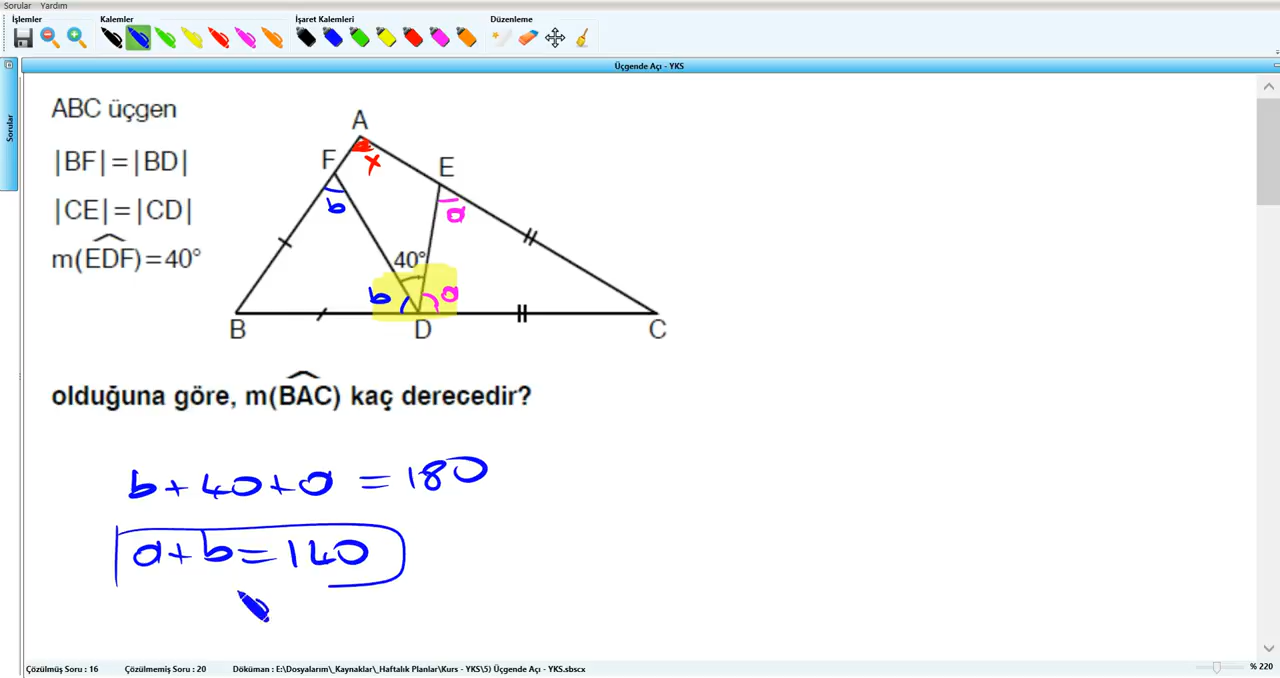 Sorular Yardım
İşlemler Kalemler İşaret Kalemleri Düzenleme
Üçgende Açı - YKS
Sorular
ABC üçgen
|BF|=|BD|
|CE|=|CD|
m(EDF)=40°
A
x
F
E
b
a
40°
b
a
B
D
C
olduğuna göre, m(BAC) kaç derecedir?
b+40+a = 180
a+b=140
Çözülmüş Soru : 16 Çözülmemiş Soru : 20 Döküman : E:\Dosyalarım\_Kaynaklar\_Haftalık Planlar\Kurs - YKS\5) Üçgende Açı - YKS.sbscx % 220